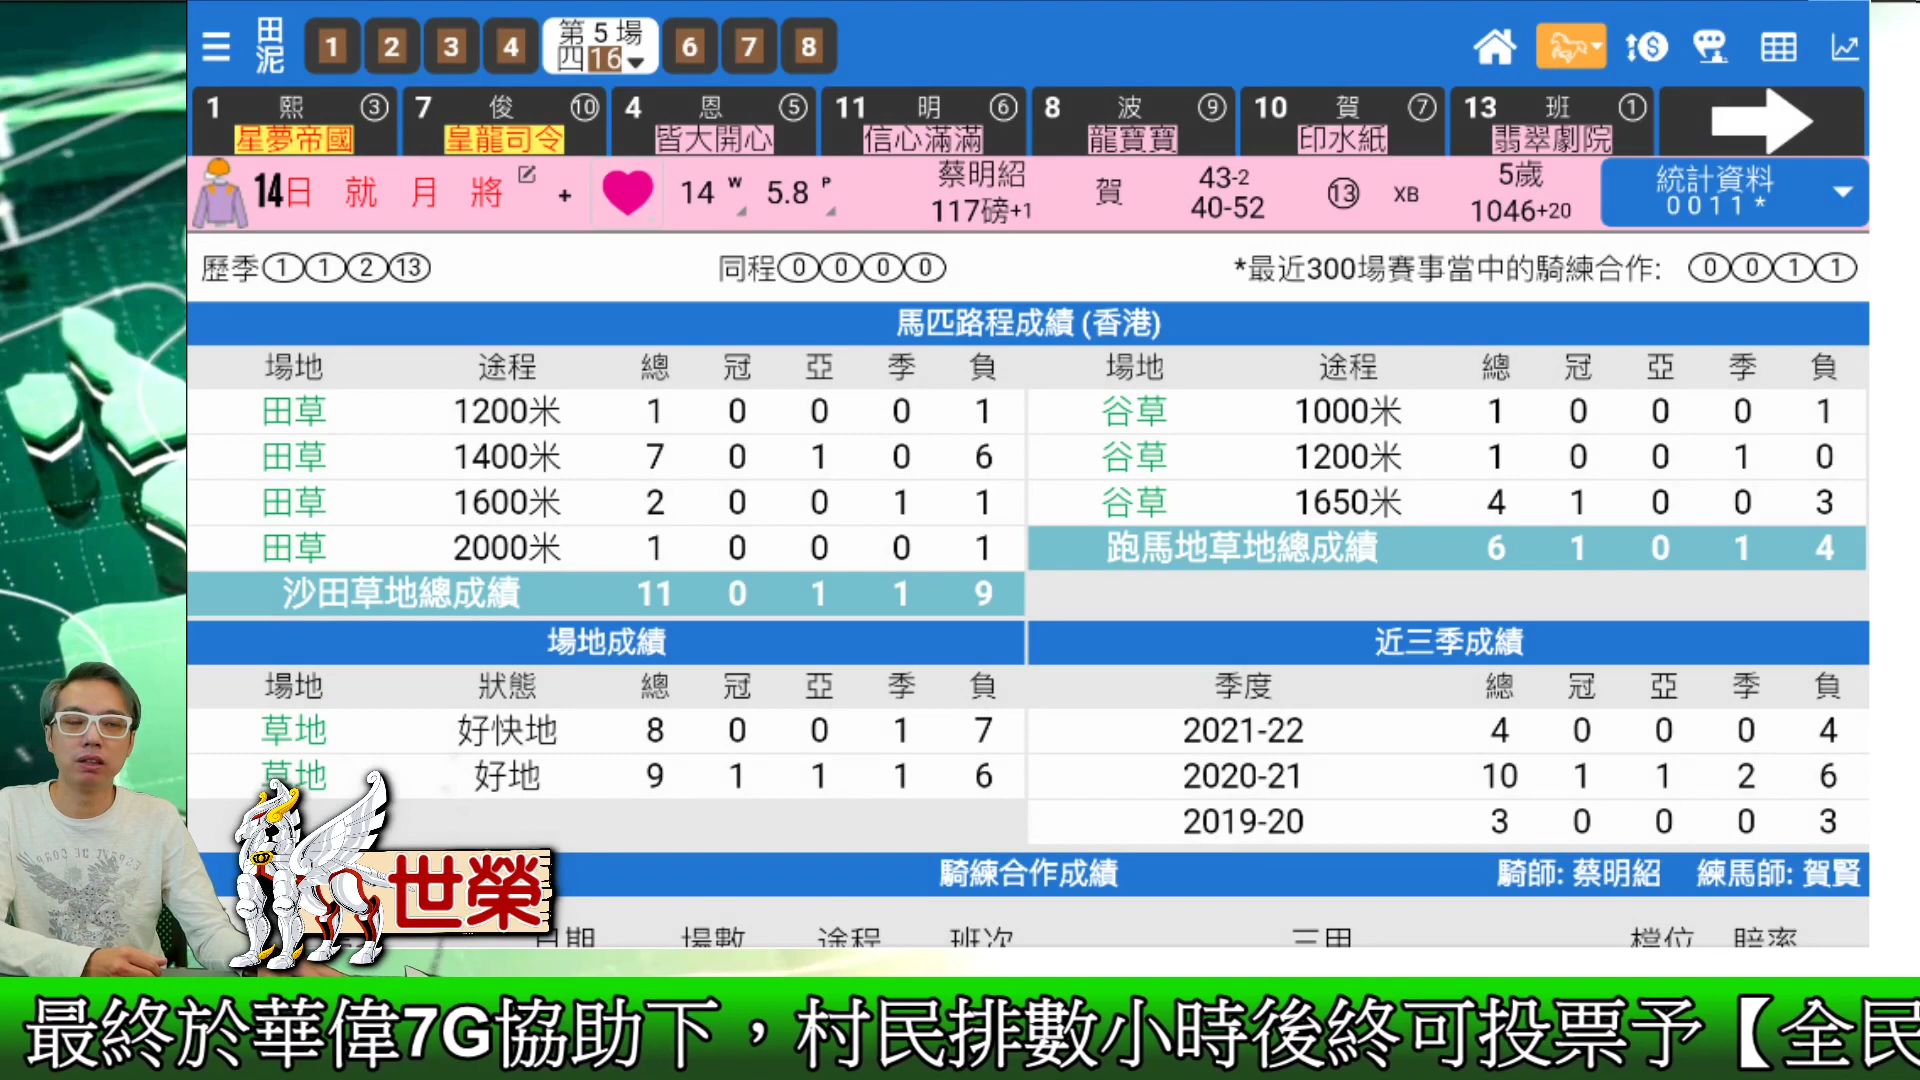 田泥 1 2 3 4 第5場 四16 6 7 8
1 熙 ③ 星夢帝國
7 俊 ⑩ 皇龍司令
4 恩 ⑤ 皆大開心
11 明 ⑥ 信心滿滿
8 波 ⑨ 龍寶寶
10 賀 ⑦ 印水紙
13 班 ① 翡翠劇院
14日就月將 + 14 W 5.8 P 蔡明紹 117磅+1 賀 43-2 40-52 ⑬ XB 5歲 1046+20 統計資料 0011*
歷季①①②⑬ 同程⓪⓪⓪⓪ *最近300場賽事當中的騎練合作: ⓪⓪①①
馬匹路程成績 (香港)
場地 途程 總 冠 亞 季 負 場地 途程 總 冠 亞 季 負
田草 1200米 1 0 0 0 1 谷草 1000米 1 0 0 0 1
田草 1400米 7 0 1 0 6 谷草 1200米 1 0 0 1 0
田草 1600米 2 0 0 1 1 谷草 1650米 4 1 0 0 3
田草 2000米 1 0 0 0 1 跑馬地草地總成績 6 1 0 1 4
沙田草地總成績 11 0 1 1 9
場地成績 近三季成績
場地 狀態 總 冠 亞 季 負 季度 總 冠 亞 季 負
草地 好快地 8 0 0 1 7 2021-22 4 0 0 0 4
草地 好地 9 1 1 1 6 2020-21 10 1 1 2 6
2019-20 3 0 0 0 3
騎練合作成績 騎師: 蔡明紹 練馬師: 賀賢
日期 場數 途程 班次 三甲 檔位 賠率
世榮
最終於華偉7G協助下，村民排數小時後終可投票予【全民